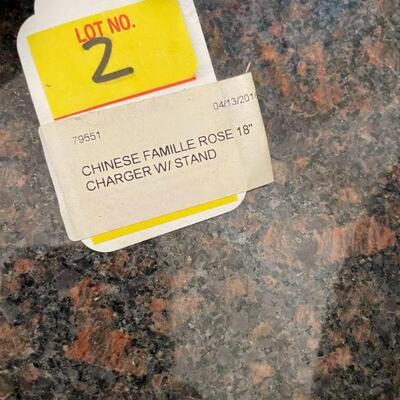 LOT NO.
2
79551 04/13/201
CHINESE FAMILLE ROSE 18"
CHARGER W/ STAND